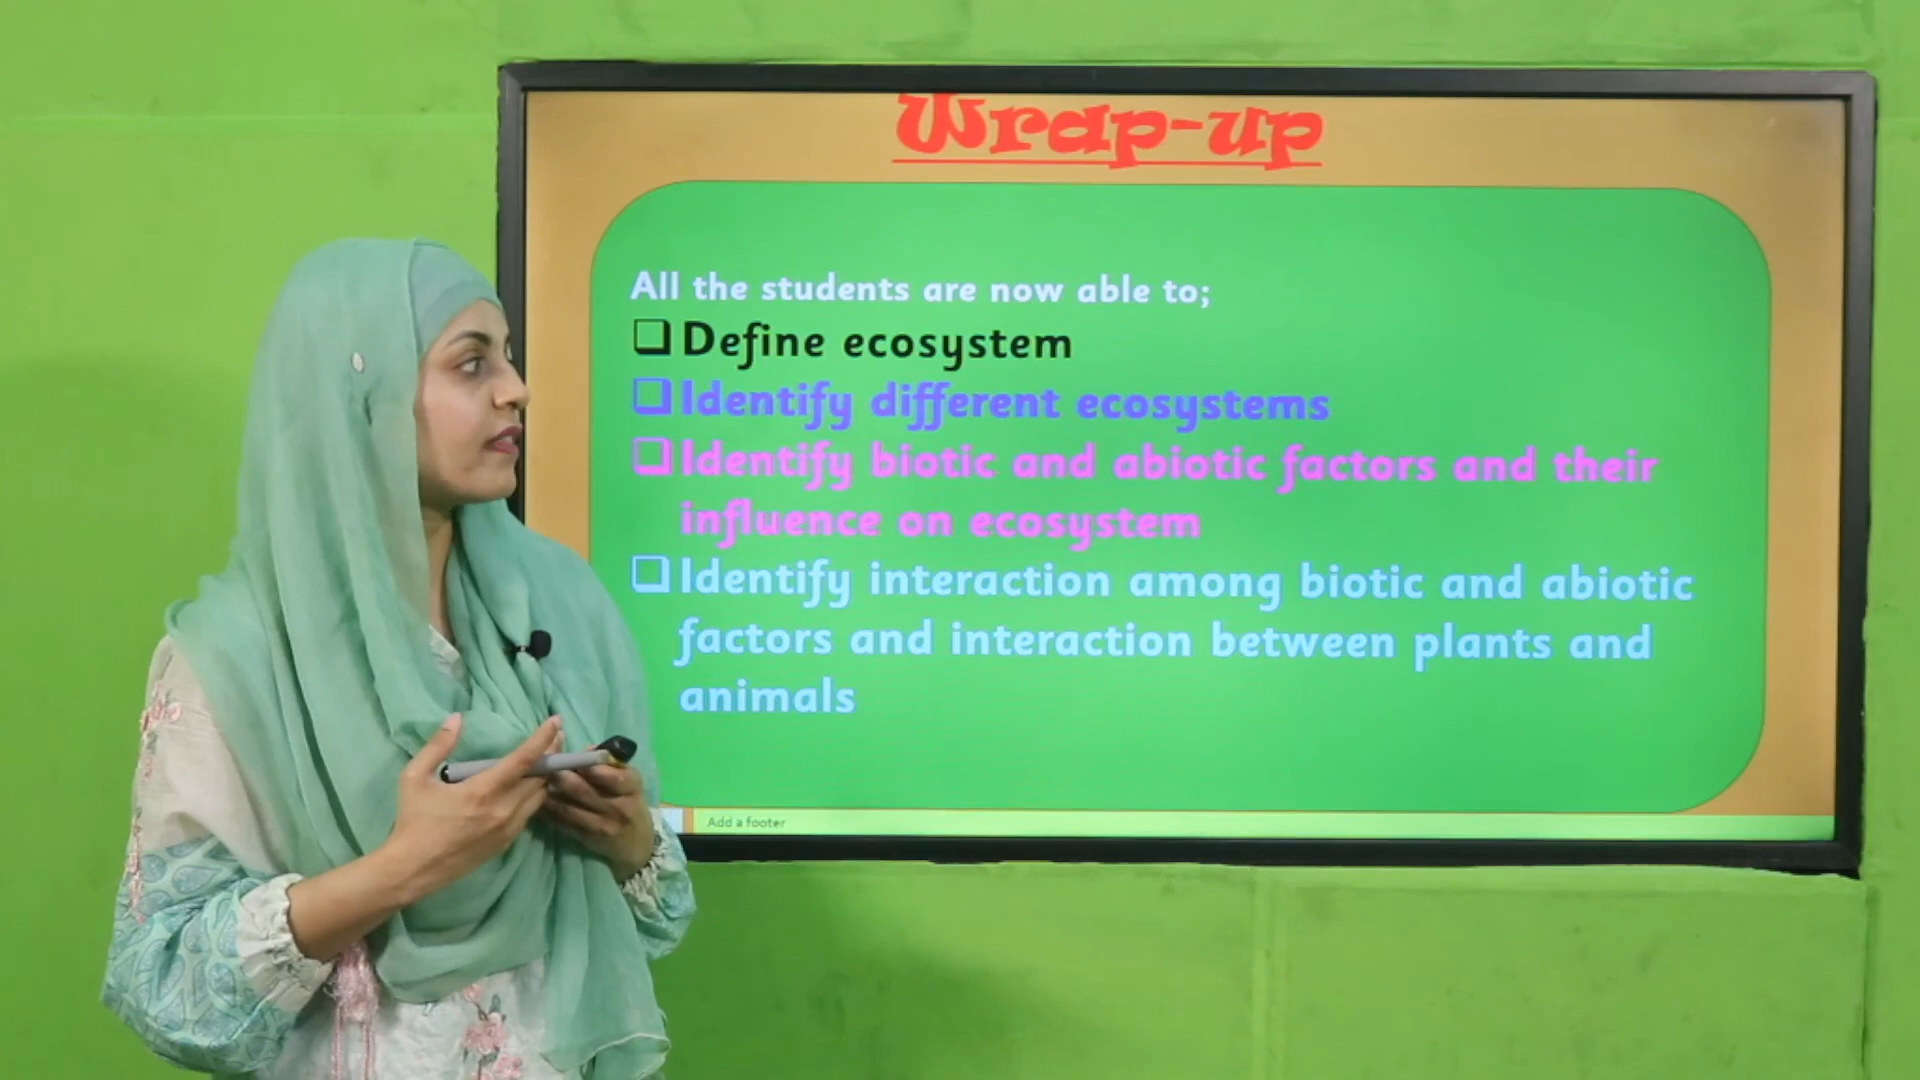 Wrap-up
All the students are now able to;
❑ Define ecosystem
❑ Identify different ecosystems
❑ Identify biotic and abiotic factors and their
influence on ecosystem
❑ Identify interaction among biotic and abiotic
factors and interaction between plants and
animals
Add a footer